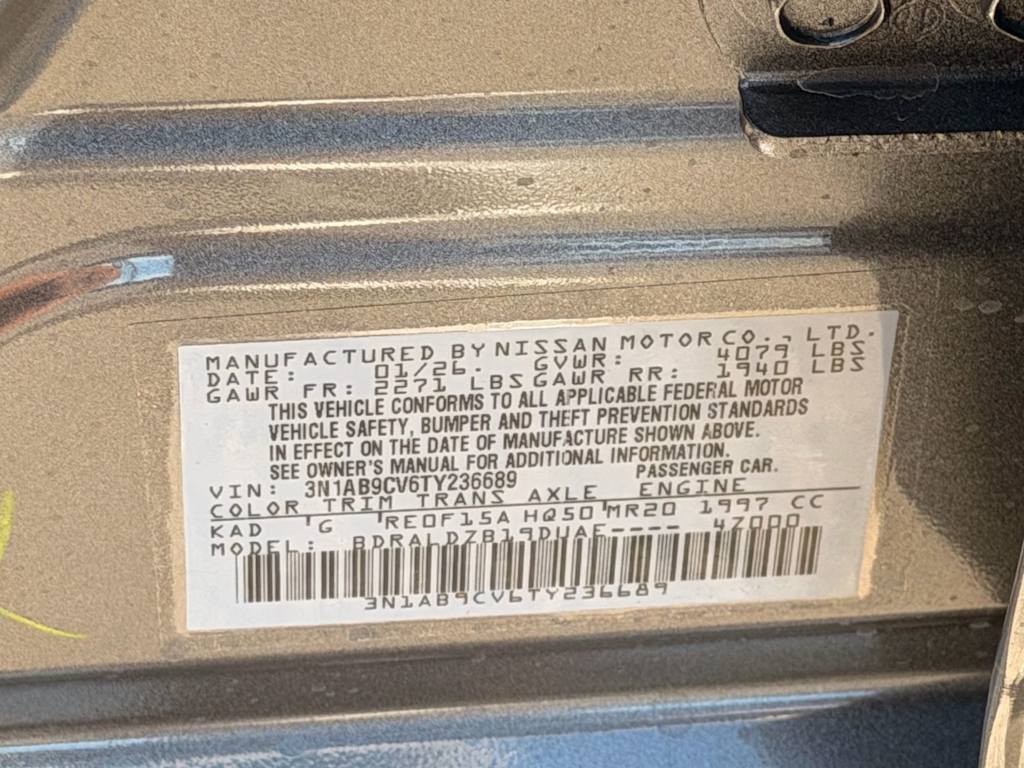 MANUFACTURED BY NISSAN MOTOR CO., LTD.
DATE: 01/26. GVWR: 4079 LBS
GAWR FR: 2271 LBS GAWR RR: 1940 LBS
THIS VEHICLE CONFORMS TO ALL APPLICABLE FEDERAL MOTOR
VEHICLE SAFETY, BUMPER AND THEFT PREVENTION STANDARDS
IN EFFECT ON THE DATE OF MANUFACTURE SHOWN ABOVE.
SEE OWNER'S MANUAL FOR ADDITIONAL INFORMATION.
VIN: 3N1AB9CV6TY236689 PASSENGER CAR.
COLOR TRIM TRANS AXLE ENGINE
KAD 'G 'RE0F15A HQ50'MR20 1997 CC
MODEL: BDRALDZB19DUAE---- 4Z000
3N1AB9CV6TY236689